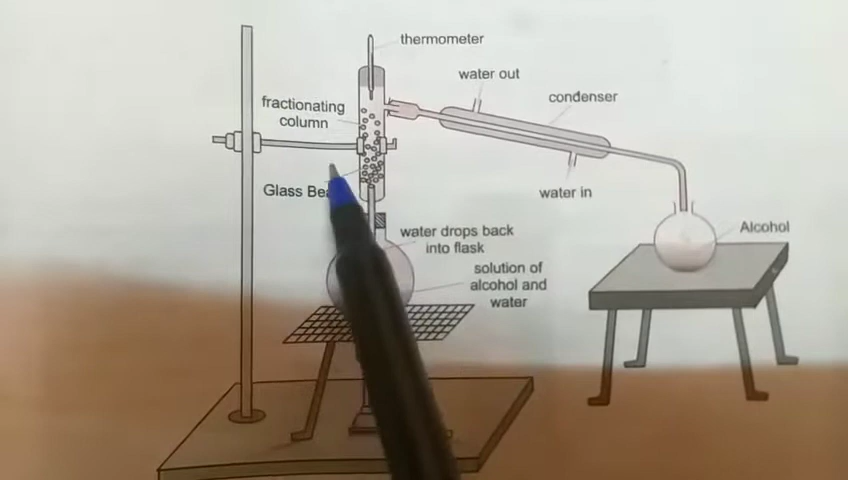 thermometer
water out
condenser
fractionating
column
Glass
water in
water drops back
into flask
Alcohol
solution of
alcohol and
water